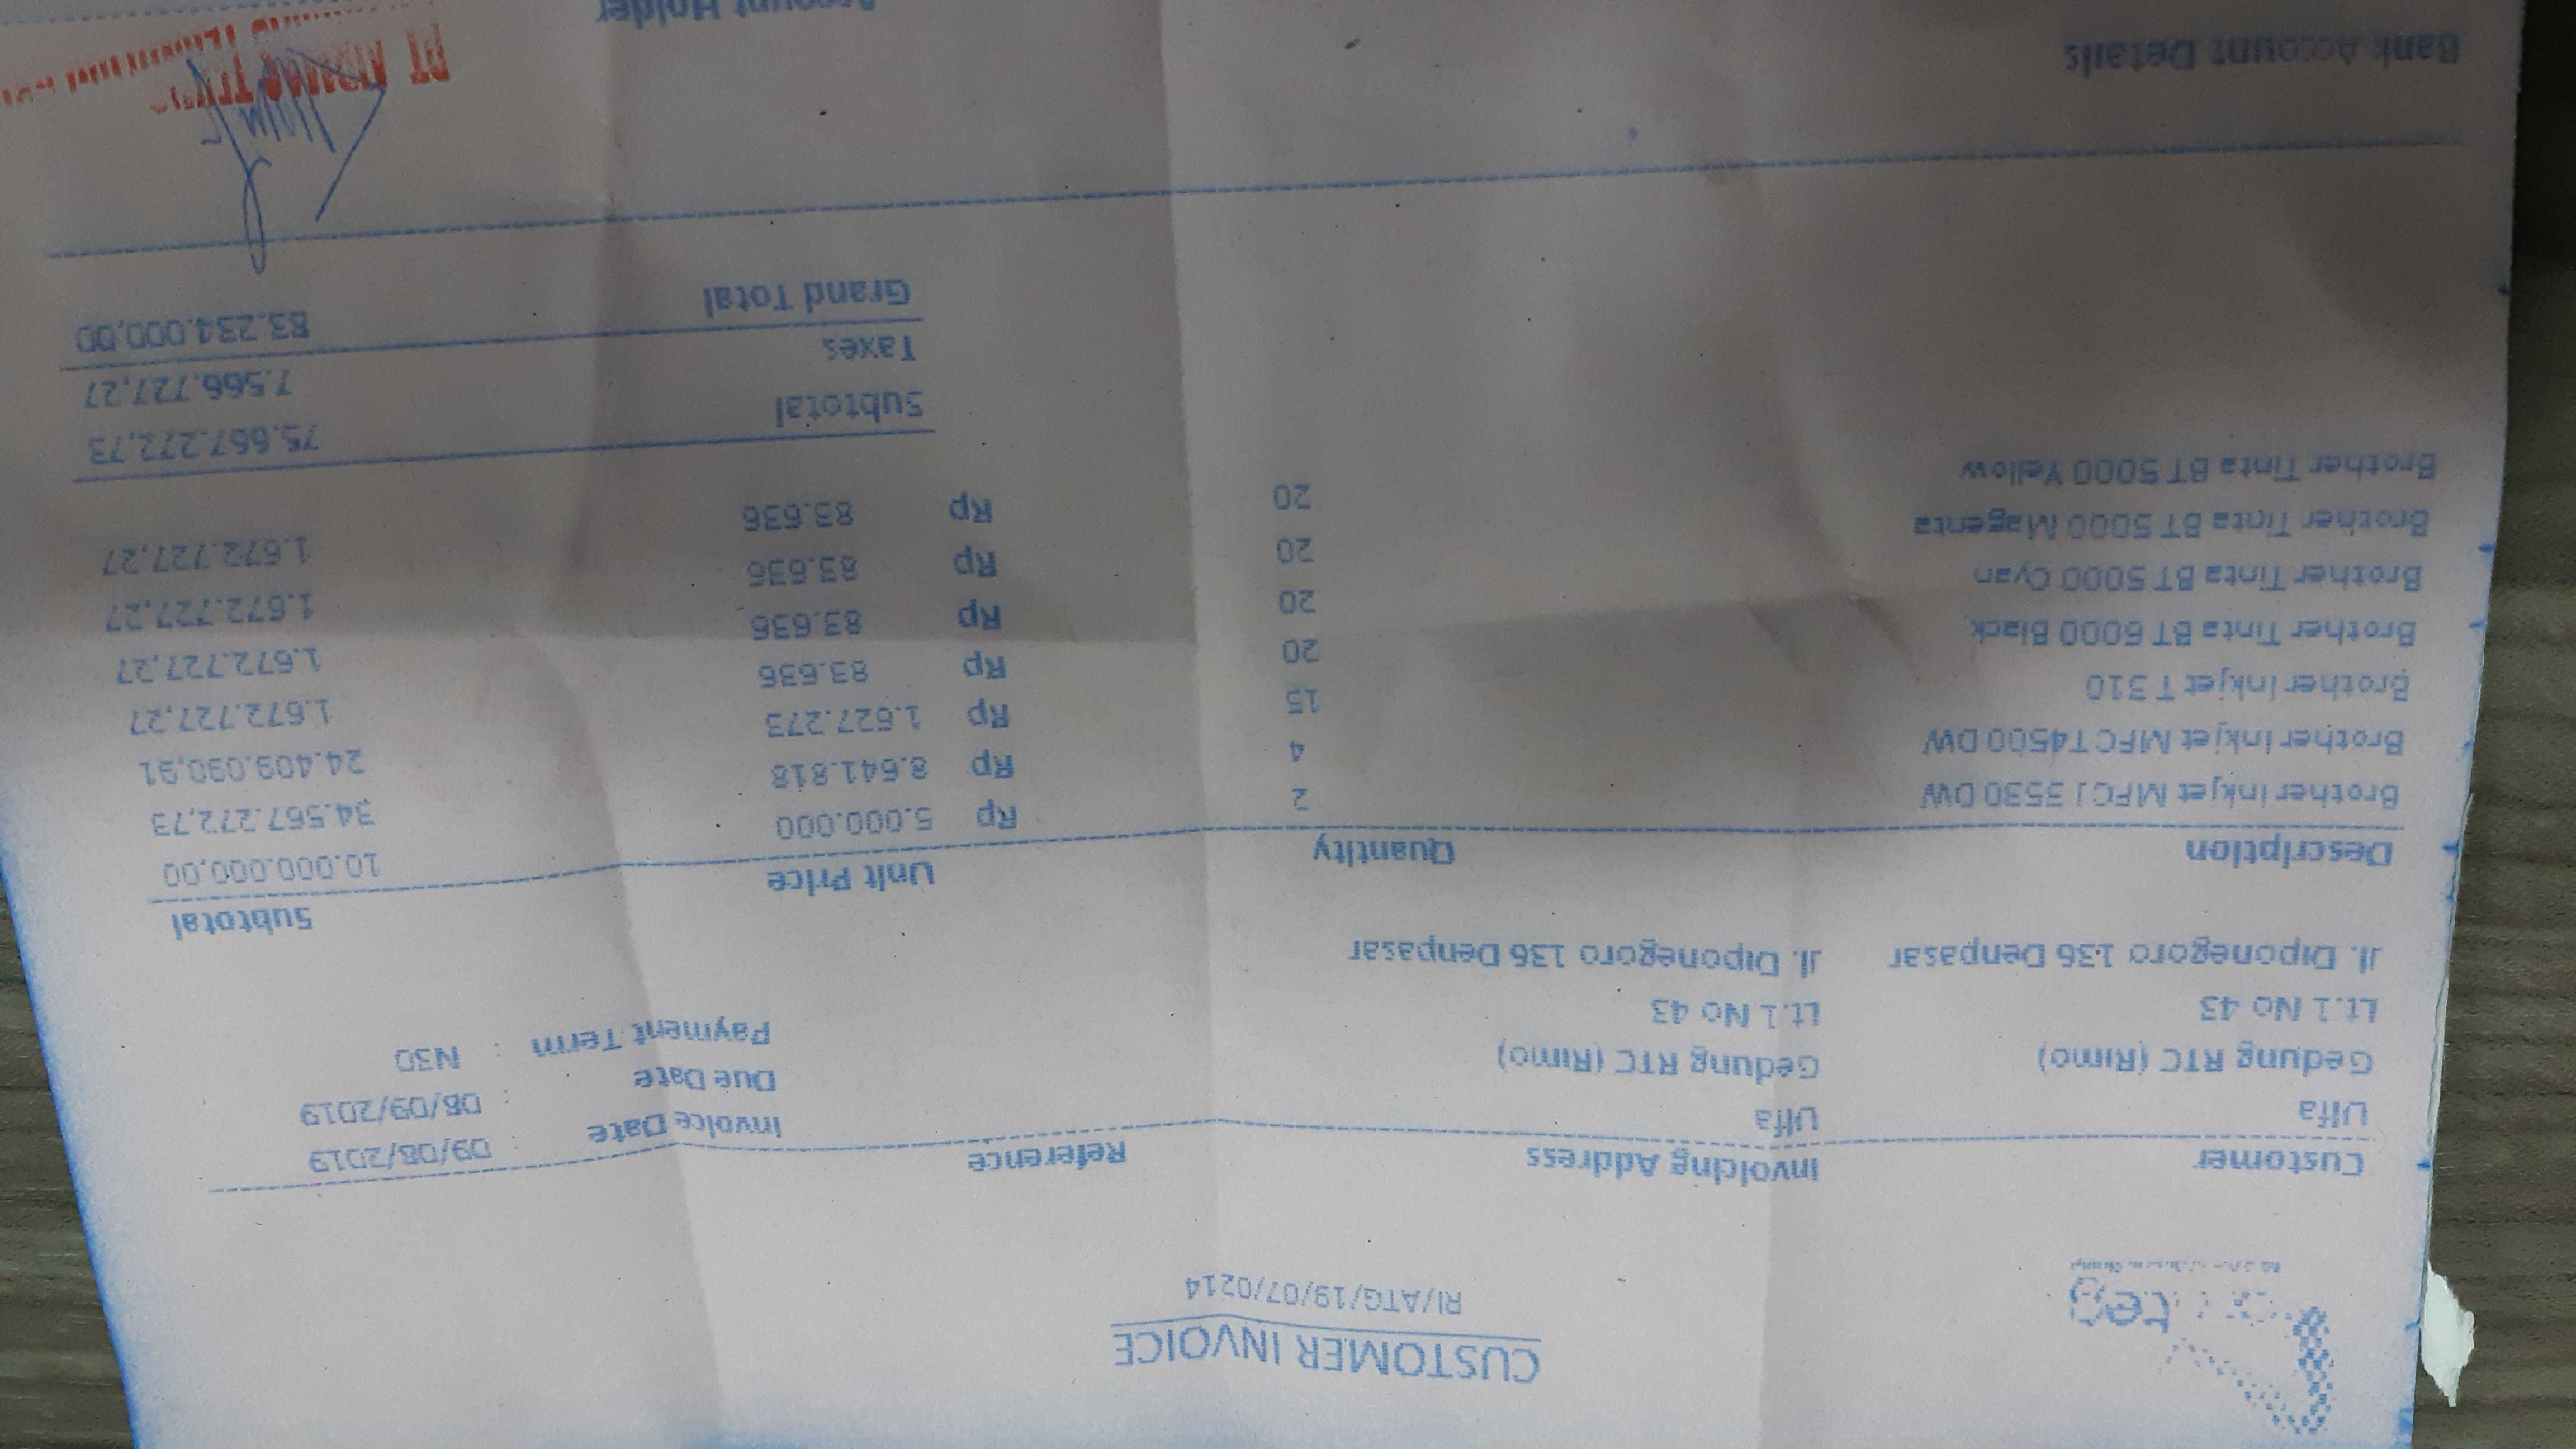 CUSTOMER INVOICE
RI/ATG/19/07/0214
Customer Invoicing Address Reference
Ulfa Ulfa Invoice Date : 09/08/2019
Gedung RTC (Rimo) Gedung RTC (Rimo) Due Date : 08/09/2019
Lt.1 No 43 Lt.1 No 43 Payment Term : N30
Jl. Diponegoro 136 Denpasar Jl. Diponegoro 136 Denpasar
Description Quantity Unit Price Subtotal
Brother Inkjet MFC J 3530 DW 2 Rp 5.000.000 10.000.000,00
Brother Inkjet MFC T4500 DW 4 Rp 8.641.818 34.567.272,73
Brother Inkjet T 310 15 Rp 1.627.273 24.409.090,91
Brother Tinta BT 6000 Black 20 Rp 83.636 1.672.727,27
Brother Tinta BT 5000 Cyan 20 Rp 83.636 1.672.727,27
Brother Tinta BT 5000 Magenta 20 Rp 83.636 1.672.727,27
Brother Tinta BT 5000 Yellow 20 Rp 83.636 1.672.727,27
Subtotal 75.667.272,73
Taxes 7.566.727,27
Grand Total 83.234.000,00
Bank Account Details Account Holder
PT